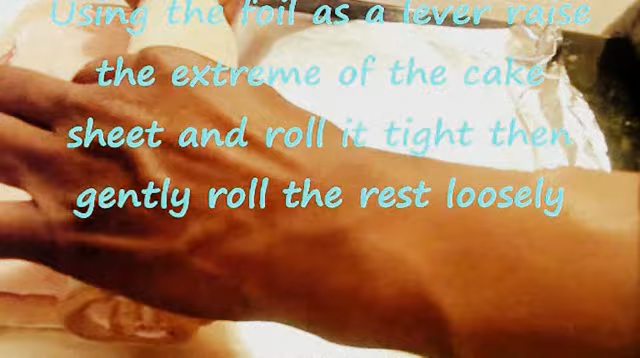 Using the foil as a lever raise
the extreme of the cake
sheet and roll it tight then
gently roll the rest loosely